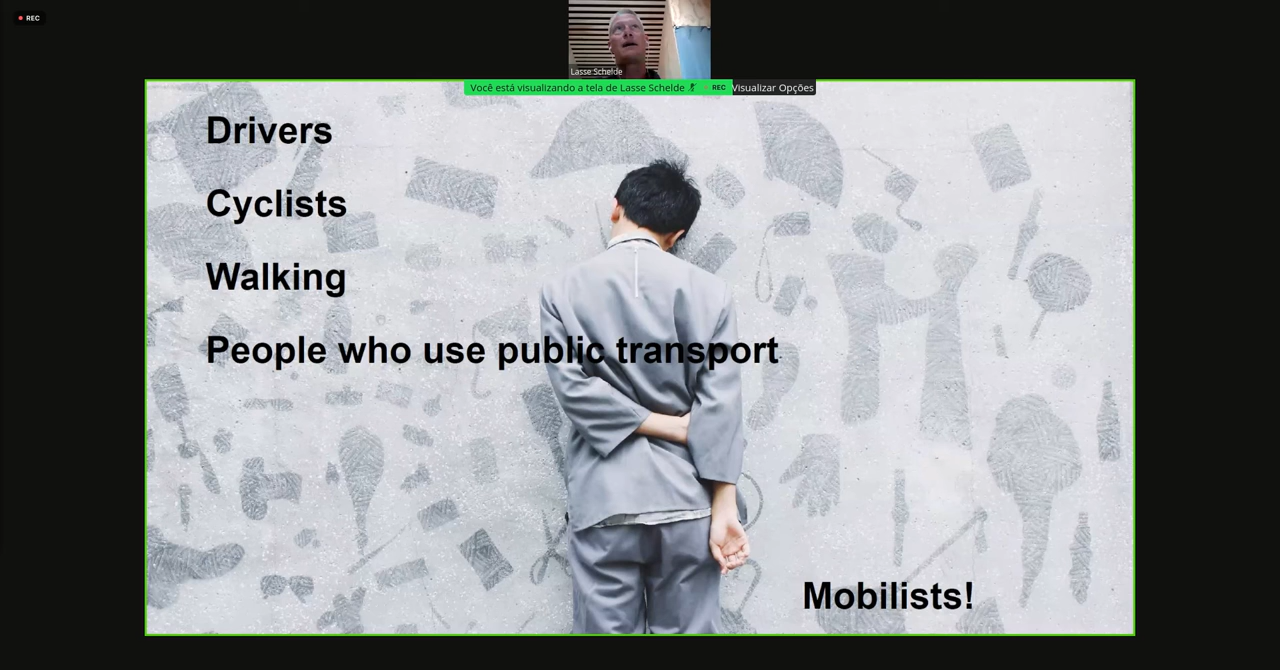 REC
Lasse Schelde
Você está visualizando a tela de Lasse Schelde REC Visualizar Opções
Drivers
Cyclists
Walking
People who use public transport
Mobilists!